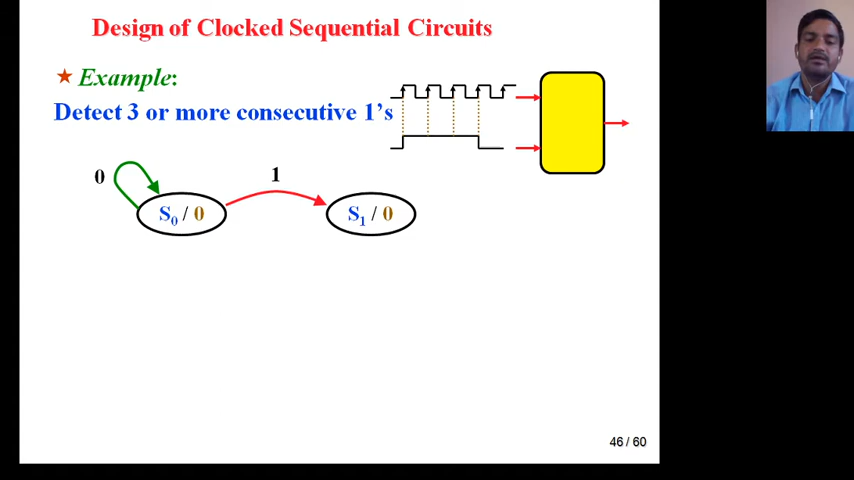 Design of Clocked Sequential Circuits
Example:
Detect 3 or more consecutive 1's
0
1
S₀ / 0
S₁ / 0
46 / 60